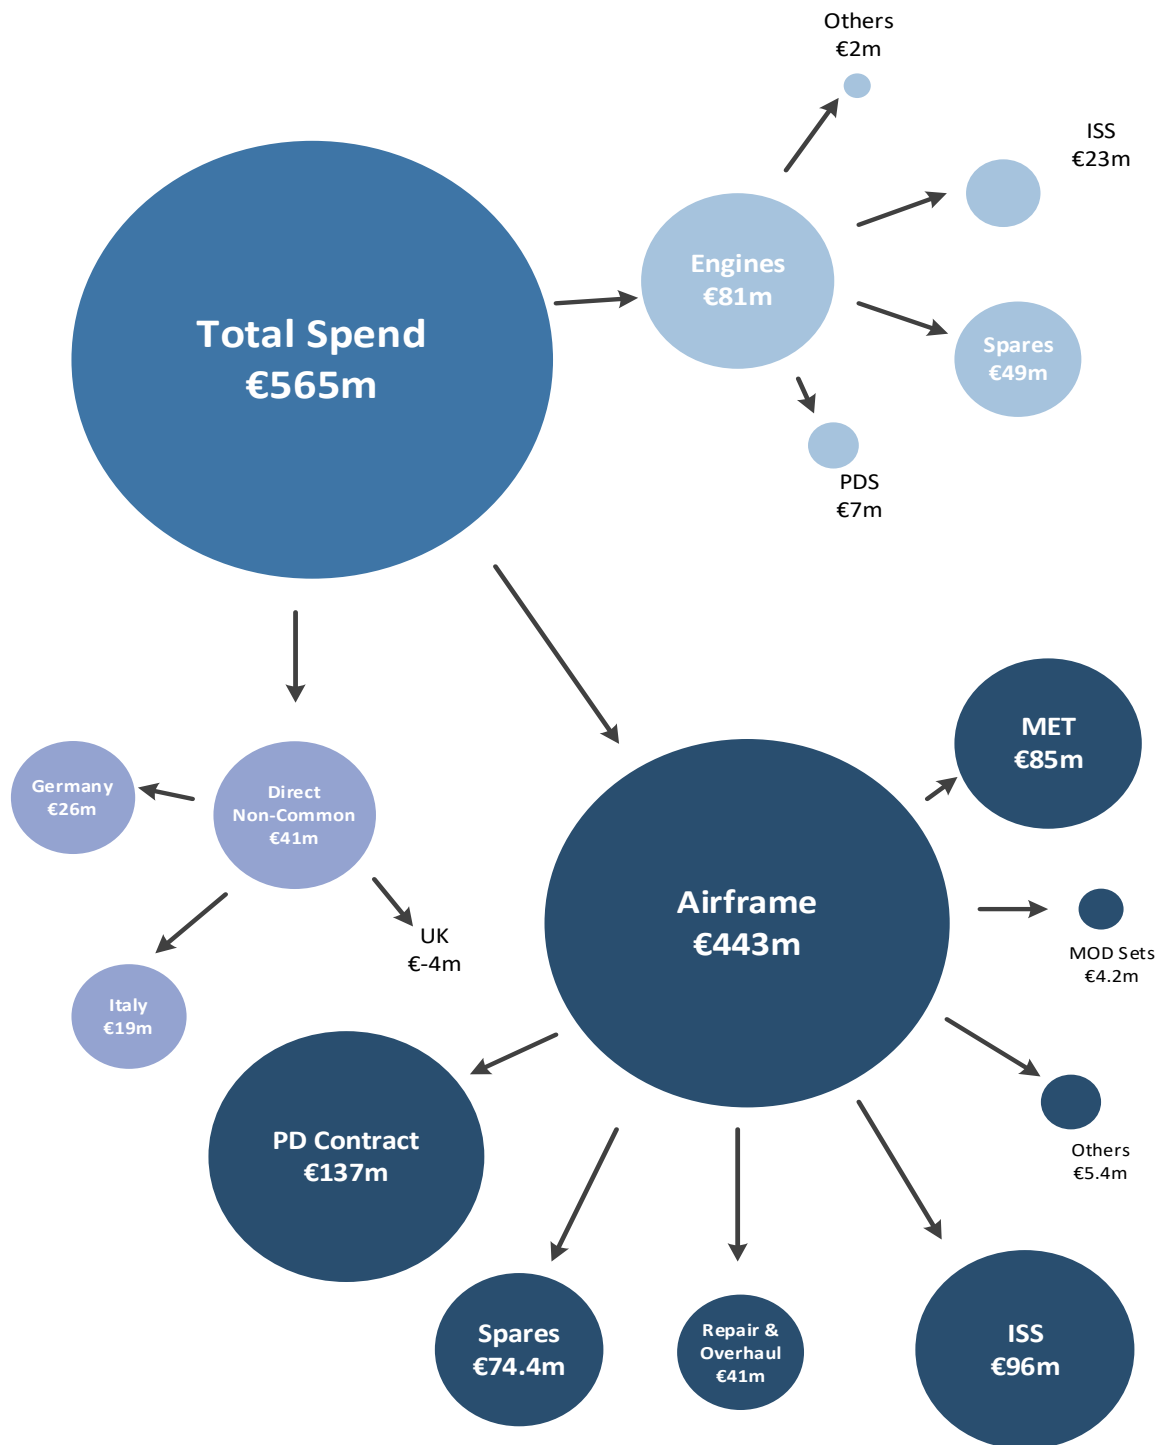 Others
€2m
ISS
€23m
Engines
€81m
Total Spend
€565m
Spares
€49m
PDS
€7m
MET
€85m
Germany
€26m
Direct
Non-Common
€41m
Airframe
€443m
UK
€-4m
MOD Sets
€4.2m
Italy
€19m
PD Contract
€137m
Others
€5.4m
Spares
€74.4m
Repair &
Overhaul
€41m
ISS
€96m